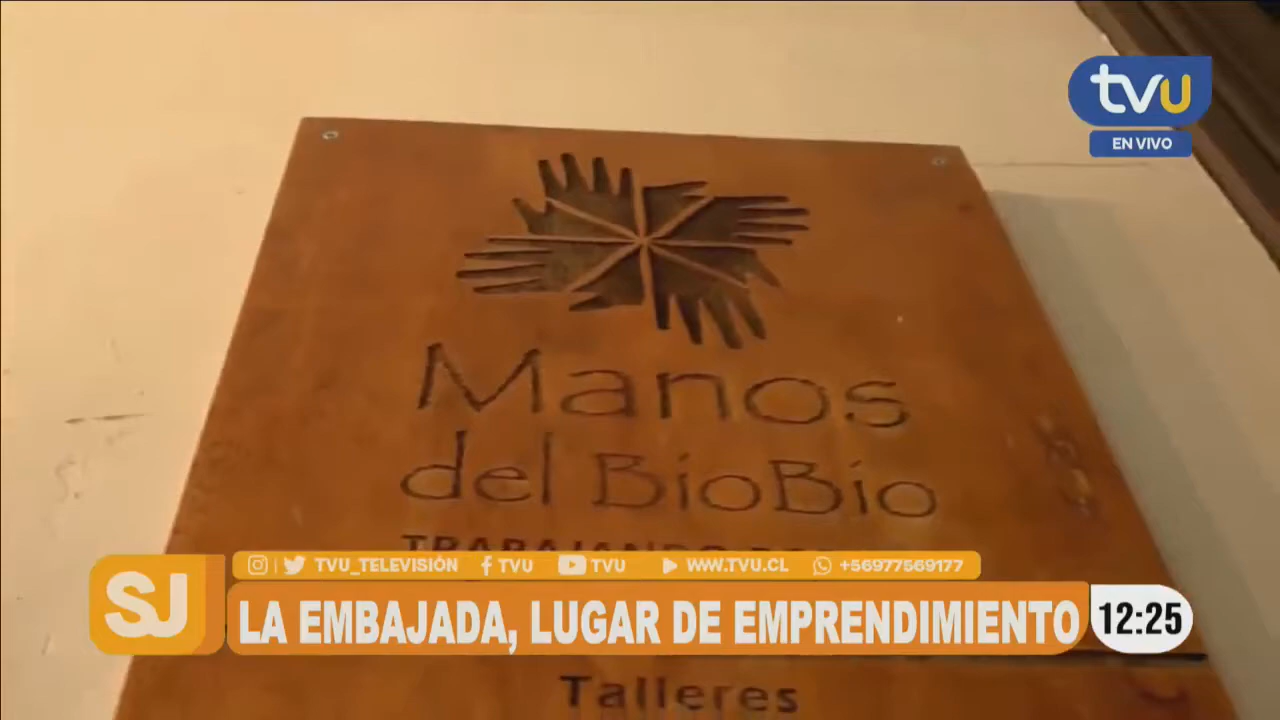 tvu
EN VIVO
Manos
del BioBio
TRABAJANDO
SJ
TVU_TELEVISIÓN TVU TVU WWW.TVU.CL +56977569177
LA EMBAJADA, LUGAR DE EMPRENDIMIENTO
12:25
Talleres